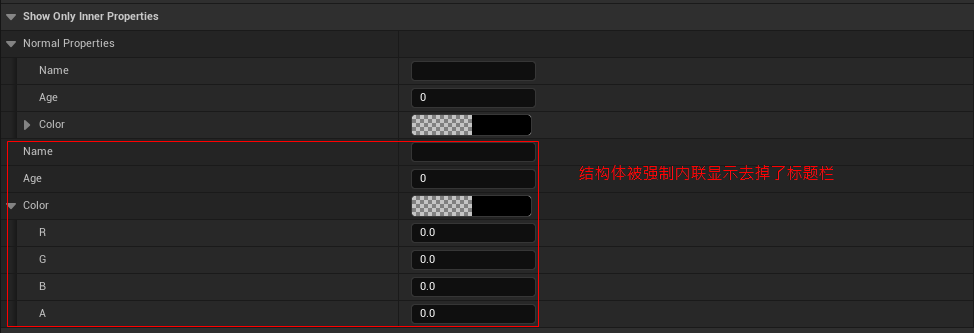 Show Only Inner Properties
Normal Properties
Name
Age 0
Color
Name
Age 0
Color
R 0.0
G 0.0
B 0.0
A 0.0
结构体被强制内联显示去掉了标题栏